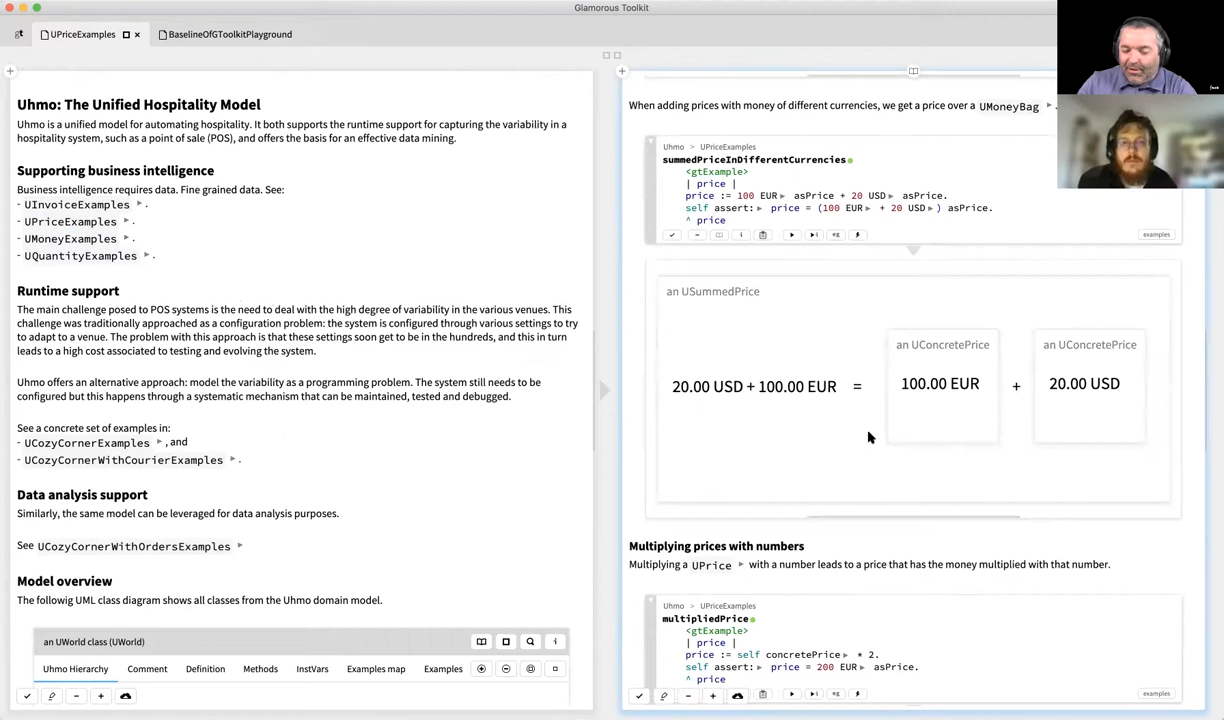 Glamorous Toolkit
gt
UPriceExamples
BaselineOfGToolkitPlayground
Uhmo: The Unified Hospitality Model
Uhmo is a unified model for automating hospitality. It both supports the runtime support for capturing the variability in a
hospitality system, such as a point of sale (POS), and offers the basis for an effective data mining.
Supporting business intelligence
Business intelligence requires data. Fine grained data. See:
- UInvoiceExamples ▸ .
- UPriceExamples ▸ .
- UMoneyExamples ▸ .
- UQuantityExamples ▸ .
Runtime support
The main challenge posed to POS systems is the need to deal with the high degree of variability in the various venues. This
challenge was traditionally approached as a configuration problem: the system is configured through various settings to try
to adapt to a venue. The problem with this approach is that these settings soon get to be in the hundreds, and this in turn
leads to a high cost associated to testing and evolving the system.
Uhmo offers an alternative approach: model the variability as a programming problem. The system still needs to be
configured but this happens through a systematic mechanism that can be maintained, tested and debugged.
See a concrete set of examples in:
- UCozyCornerExamples ▸ , and
- UCozyCornerWithCourierExamples ▸ .
Data analysis support
Similarly, the same model can be leveraged for data analysis purposes.
See UCozyCornerWithOrdersExamples ▸
Model overview
The followig UML class diagram shows all classes from the Uhmo domain model.
an UWorld class (UWorld)
Uhmo Hierarchy Comment Definition Methods InstVars Examples map Examples
When adding prices with money of different currencies, we get a price over a UMoneyBag ▸ .
Uhmo > UPriceExamples
summedPriceInDifferentCurrencies
<gtExample>
| price |
price := 100 EUR▸ asPrice + 20 USD▸ asPrice.
self assert:▸ price = (100 EUR▸ + 20 USD▸ ) asPrice.
^ price
examples
an USummedPrice
20.00 USD + 100.00 EUR = an UConcretePrice 100.00 EUR + an UConcretePrice 20.00 USD
Multiplying prices with numbers
Multiplying a UPrice ▸ with a number leads to a price that has the money multiplied with that number.
Uhmo > UPriceExamples
multipliedPrice
<gtExample>
| price |
price := self concretePrice▸ * 2.
self assert:▸ price = 200 EUR▸ asPrice.
^ price
examples